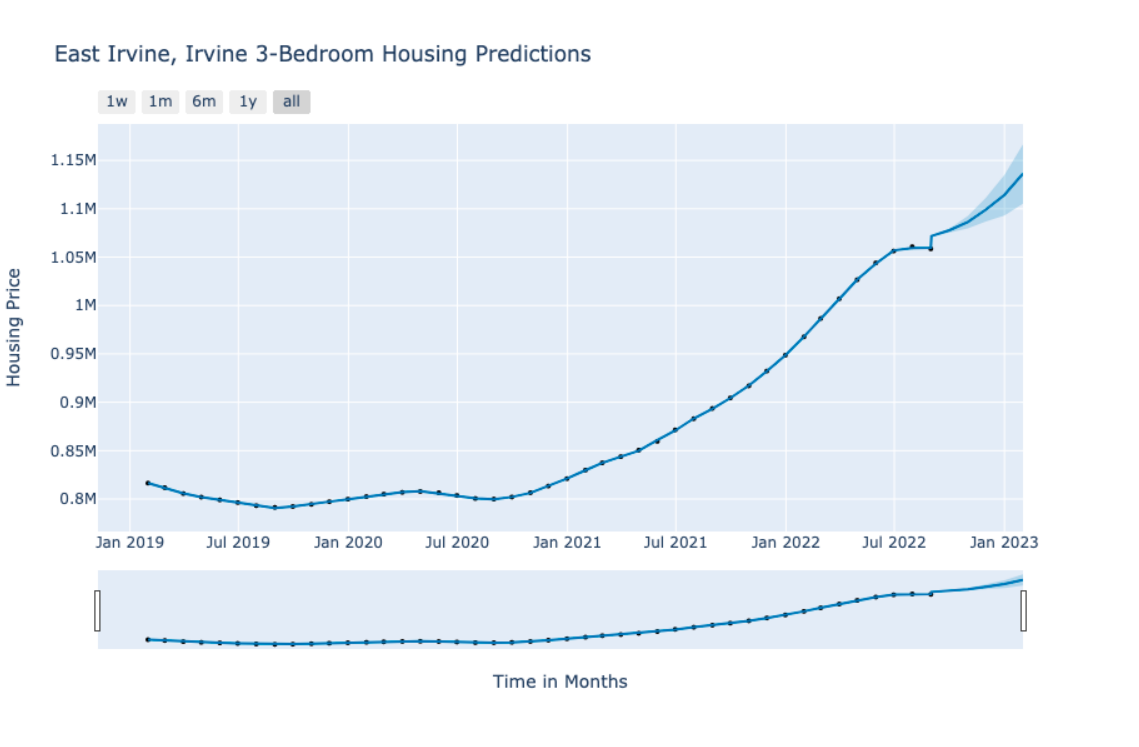 East Irvine, Irvine 3-Bedroom Housing Predictions
1w 1m 6m 1y all
1.15M
1.1M
1.05M
1M
0.95M
0.9M
0.85M
0.8M
Housing Price
Jan 2019 Jul 2019 Jan 2020 Jul 2020 Jan 2021 Jul 2021 Jan 2022 Jul 2022 Jan 2023
Time in Months